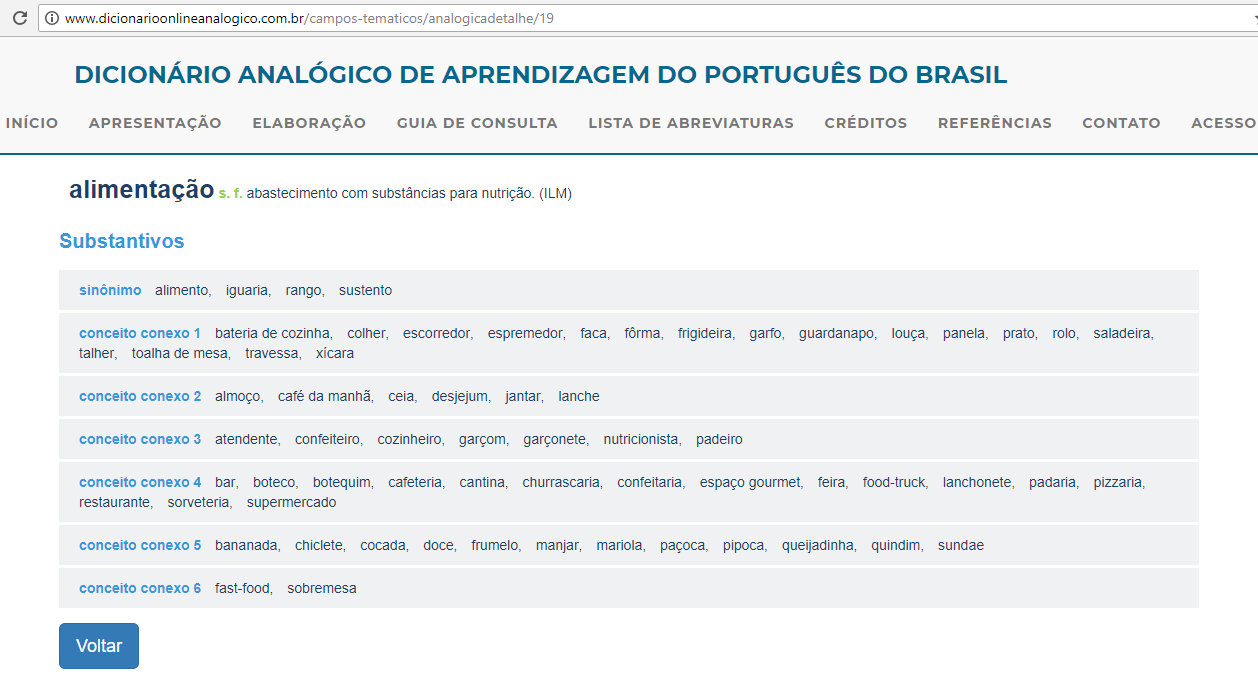 www.dicionarioonlineanalogico.com.br/campos-tematicos/analogicadetalhe/19
DICIONÁRIO ANALÓGICO DE APRENDIZAGEM DO PORTUGUÊS DO BRASIL
INÍCIO APRESENTAÇÃO ELABORAÇÃO GUIA DE CONSULTA LISTA DE ABREVIATURAS CRÉDITOS REFERÊNCIAS CONTATO ACESSO
alimentação s. f. abastecimento com substâncias para nutrição. (ILM)
Substantivos
sinônimo alimento, iguaria, rango, sustento
conceito conexo 1 bateria de cozinha, colher, escorredor, espremedor, faca, fôrma, frigideira, garfo, guardanapo, louça, panela, prato, rolo, saladeira,
talher, toalha de mesa, travessa, xícara
conceito conexo 2 almoço, café da manhã, ceia, desjejum, jantar, lanche
conceito conexo 3 atendente, confeiteiro, cozinheiro, garçom, garçonete, nutricionista, padeiro
conceito conexo 4 bar, boteco, botequim, cafeteria, cantina, churrascaria, confeitaria, espaço gourmet, feira, food-truck, lanchonete, padaria, pizzaria,
restaurante, sorveteria, supermercado
conceito conexo 5 bananada, chiclete, cocada, doce, frumelo, manjar, mariola, paçoca, pipoca, queijadinha, quindim, sundae
conceito conexo 6 fast-food, sobremesa
Voltar